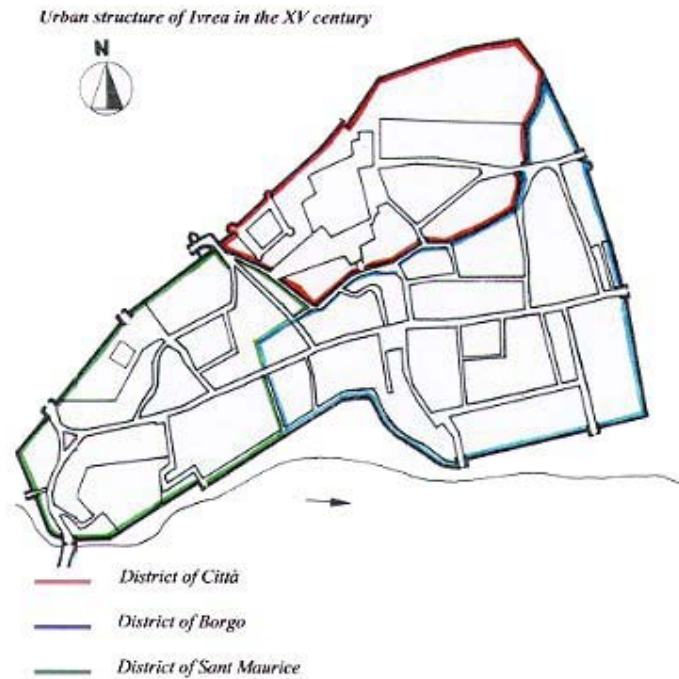 Urban structure of Ivrea in the XV century
N
District of Città
District of Borgo
District of Sant Maurice